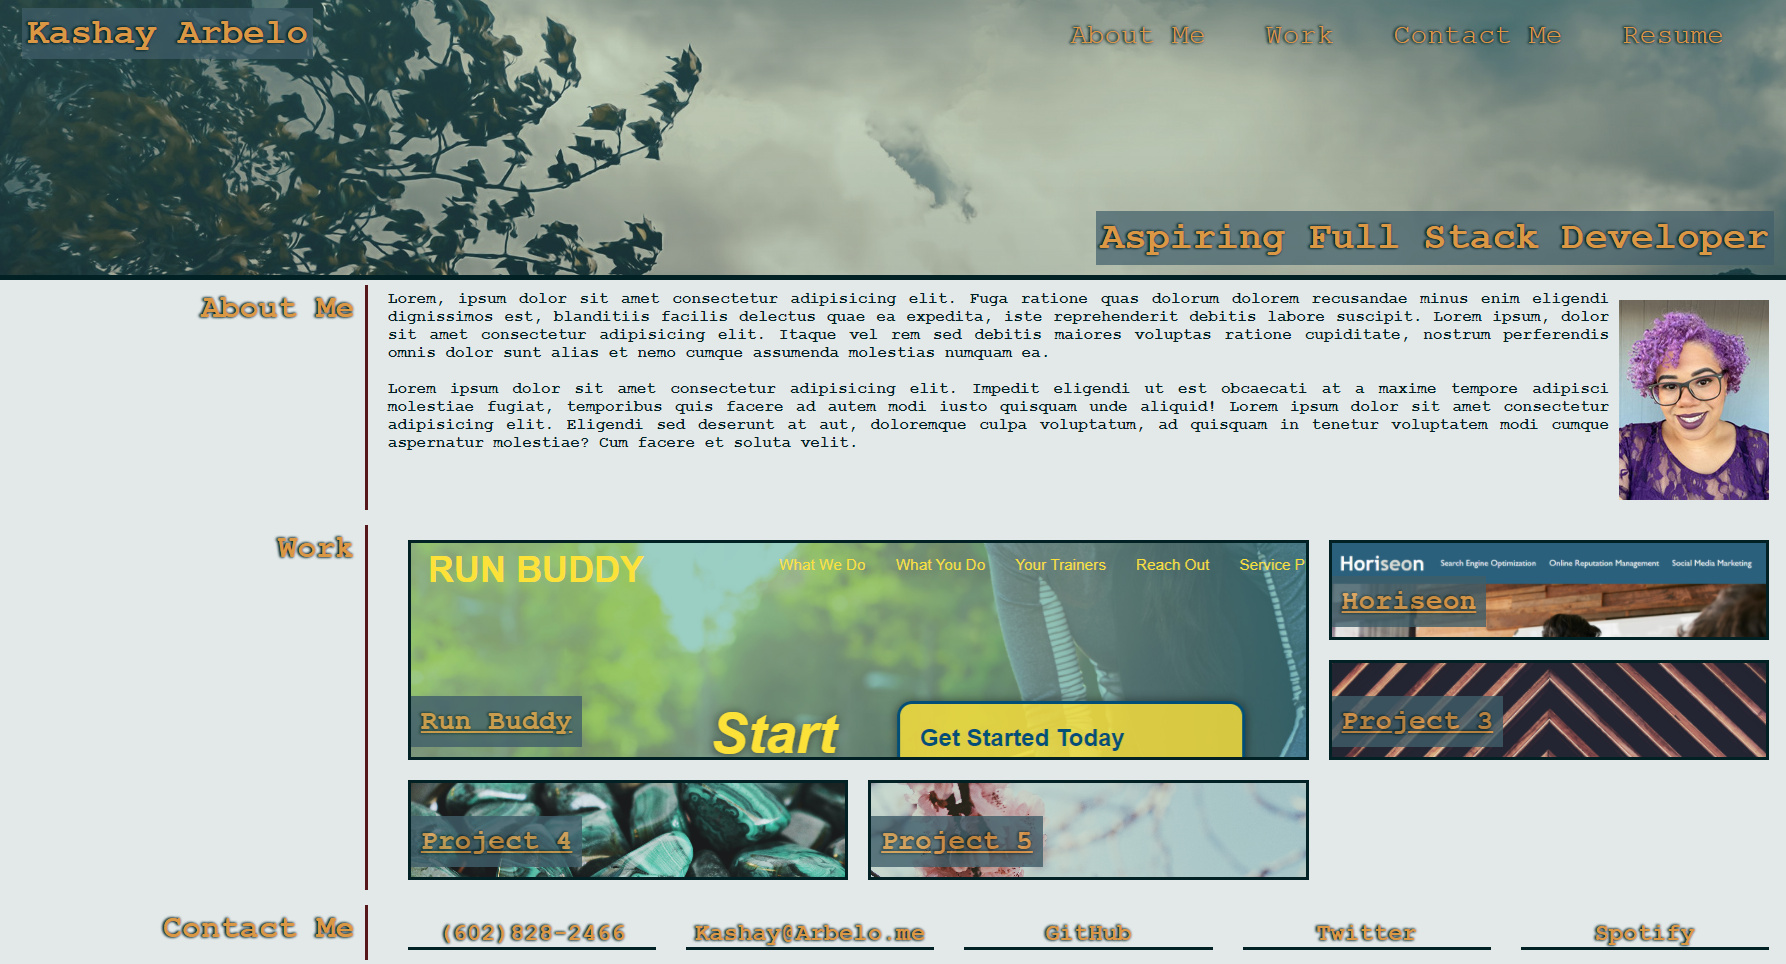 Kashay Arbelo
About Me Work Contact Me Resume
Aspiring Full Stack Developer
About Me
Lorem, ipsum dolor sit amet consectetur adipisicing elit. Fuga ratione quas dolorum dolorem recusandae minus enim eligendi
dignissimos est, blanditiis facilis delectus quae ea expedita, iste reprehenderit debitis labore suscipit. Lorem ipsum, dolor
sit amet consectetur adipisicing elit. Itaque vel rem sed debitis maiores voluptas ratione cupiditate, nostrum perferendis
omnis dolor sunt alias et nemo cumque assumenda molestias numquam ea.
Lorem ipsum dolor sit amet consectetur adipisicing elit. Impedit eligendi ut est obcaecati at a maxime tempore adipisci
molestiae fugiat, temporibus quis facere ad autem modi iusto quisquam unde aliquid! Lorem ipsum dolor sit amet consectetur
adipisicing elit. Eligendi sed deserunt at aut, doloremque culpa voluptatum, ad quisquam in tenetur voluptatem modi cumque
aspernatur molestiae? Cum facere et soluta velit.
Work
RUN BUDDY
What We Do What You Do Your Trainers Reach Out Service P
Run Buddy
Start
Get Started Today
Horiseon
Search Engine Optimization Online Reputation Management Social Media Marketing
Horiseon
Project 3
Project 4
Project 5
Contact Me
(602)828-2466
Kashay@Arbelo.me
GitHub
Twitter
Spotify